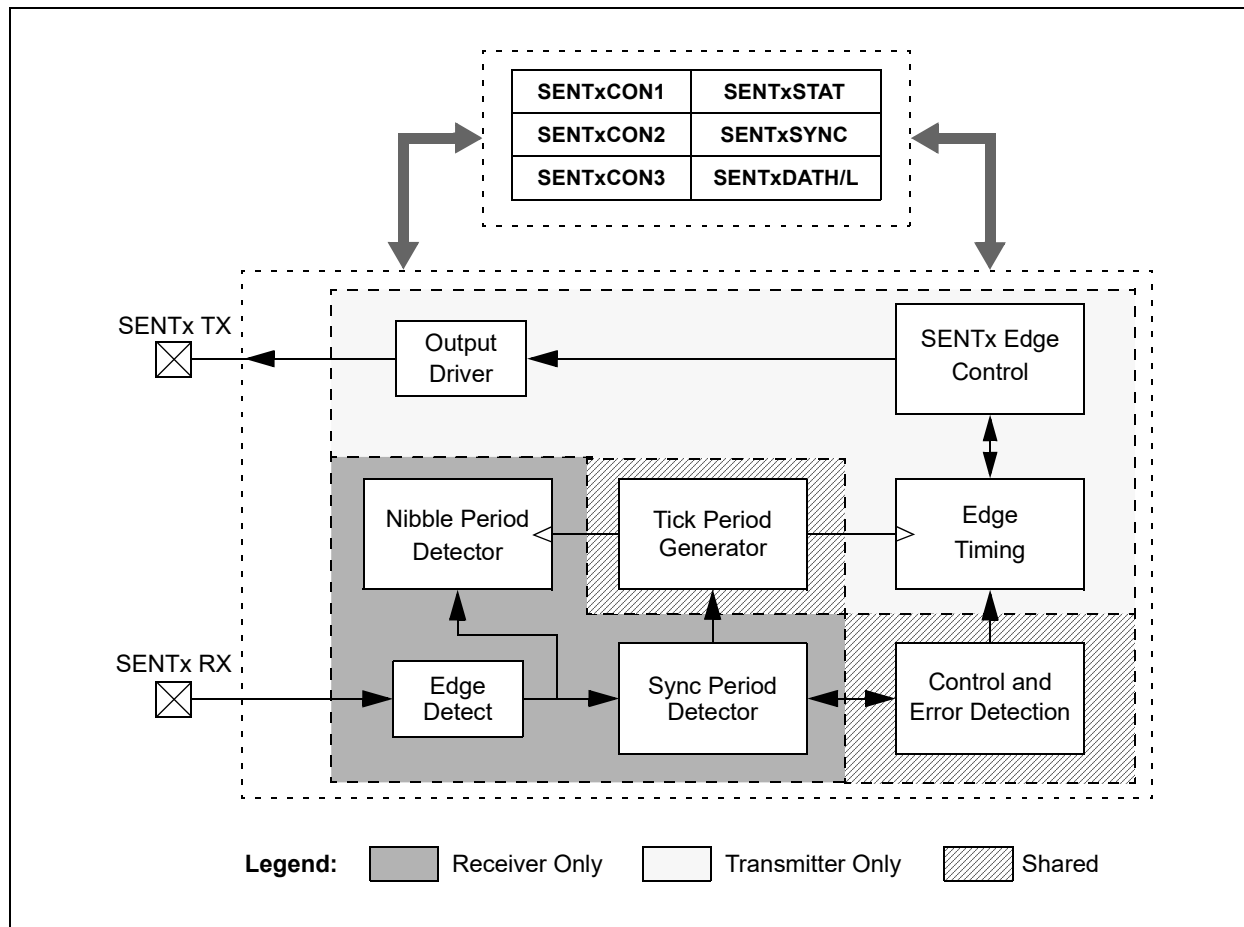 SENTxCON1 SENTxSTAT
SENTxCON2 SENTxSYNC
SENTxCON3 SENTxDATH/L
SENTx TX
Output
Driver
SENTx Edge
Control
Nibble Period
Detector
Tick Period
Generator
Edge
Timing
SENTx RX
Edge
Detect
Sync Period
Detector
Control and
Error Detection
Legend: Receiver Only Transmitter Only Shared